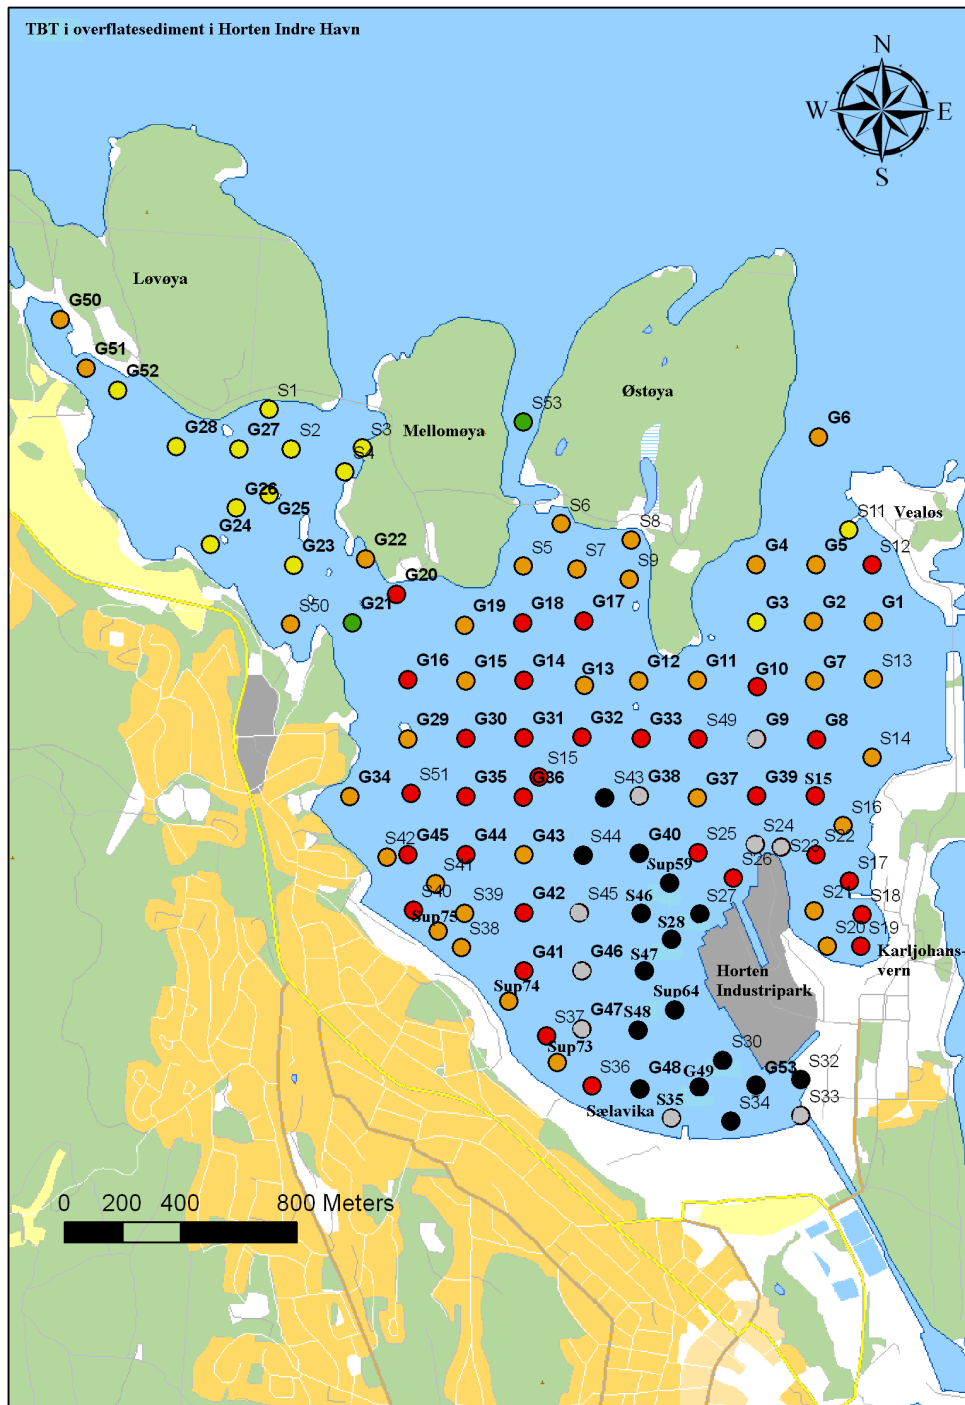 TBT i overflatesediment i Horten Indre Havn
N
W E
S
Løvøya
G50
G51
G52
S1
S53
Østøya
Mellomøya
G6
G28
G27
S2
S3
S4
G26
G25
S6
S8
S11
Vealøs
G24
G23
G22
S5
S7
S9
G4
G5
S12
G20
S50
G21
G19
G18
G17
G3
G2
G1
G16
G15
G14
G13
G12
G11
G10
G7
S13
G29
G30
G31
G32
G33
S49
G9
G8
S14
S15
G34
S51
G35
G36
S43
G38
G37
G39
S15
S16
S42
G45
G44
G43
S44
G40
S25
S24
S23
S22
S41
Sup59
S26
S17
S40
Sup75
S39
G42
S45
S46
S27
S21
S18
S38
S28
S20
S19
Karljohans-
vern
G41
G46
S47
Horten
Industripark
Sup74
Sup64
S37
G47
S48
Sup73
S30
S36
G48
G49
G53
S32
Sælavika
S35
S34
S33
0 200 400 800 Meters